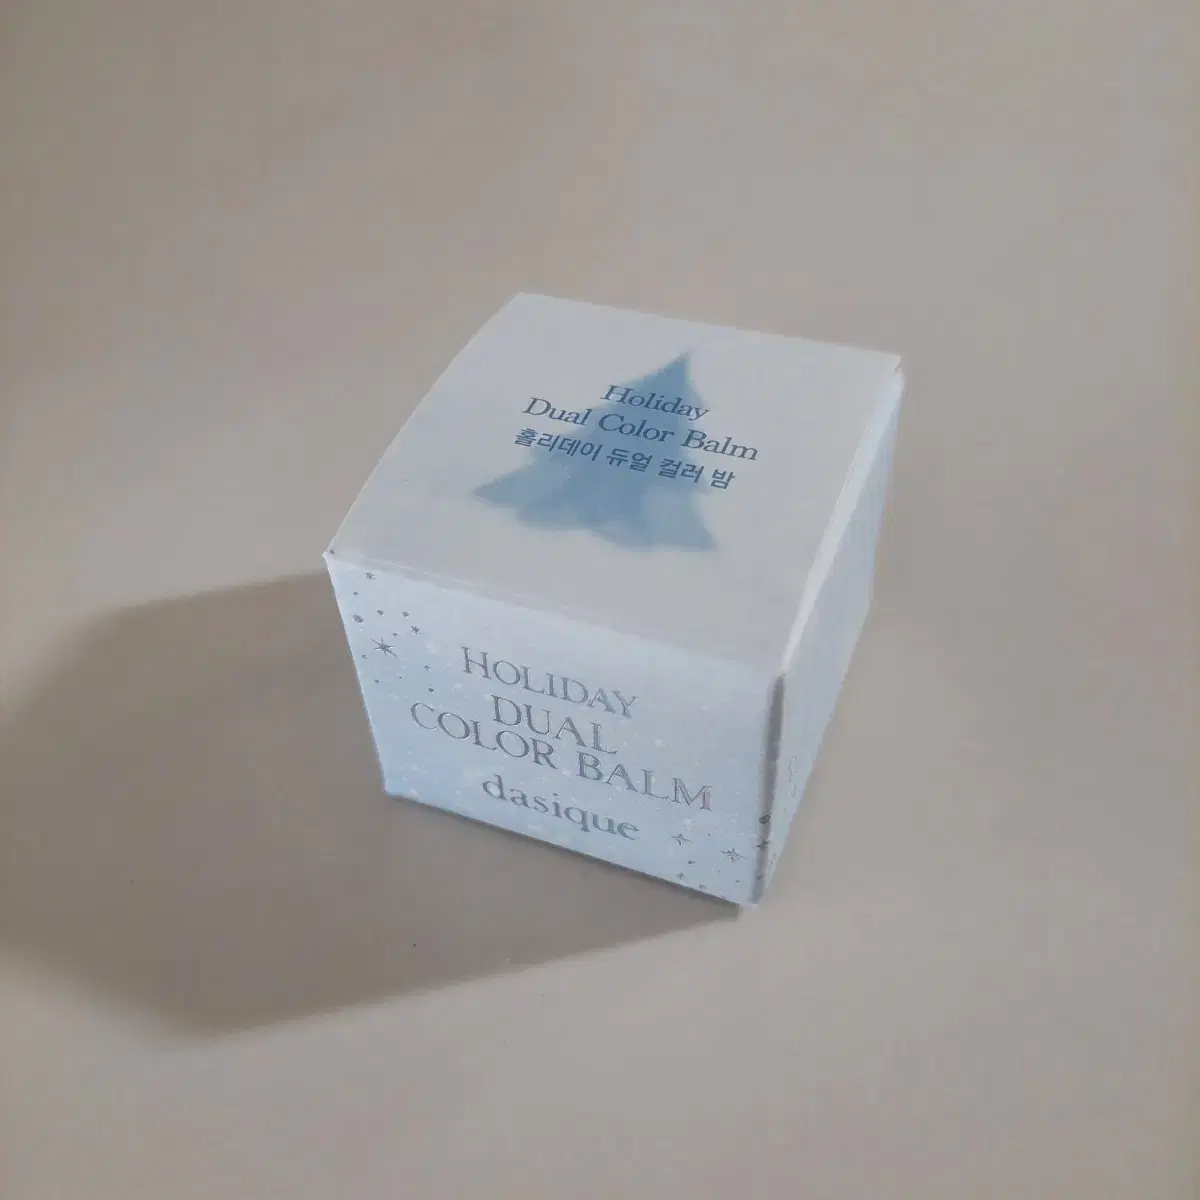 Holiday
Dual Color Balm
홀리데이 듀얼 컬러 밤
HOLIDAY
DUAL
COLOR BALM
dasique